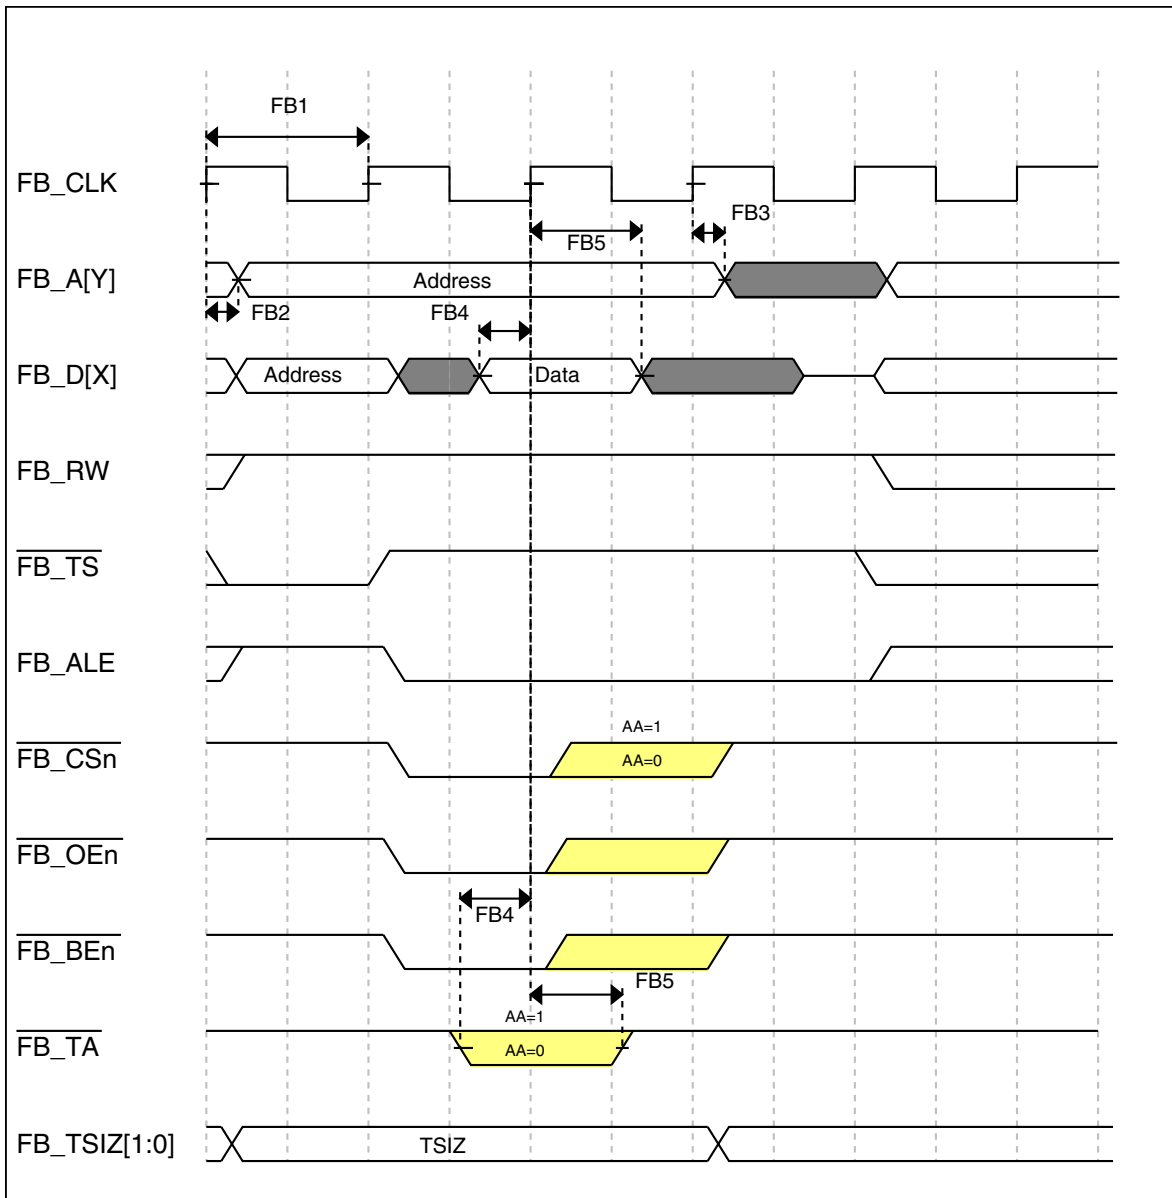 FB1
FB_CLK
FB3
FB5
FB_A[Y]
Address
FB2
FB4
FB_D[X]
Address
Data
FB_RW
FB_TS
FB_ALE
AA=1
FB_CSn
AA=0
FB_OEn
FB4
FB_BEn
FB5
AA=1
FB_TA
AA=0
FB_TSIZ[1:0]
TSIZ